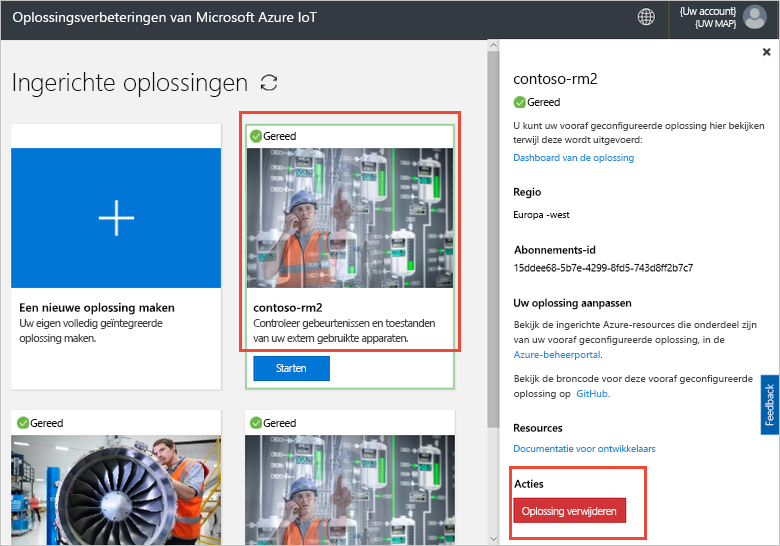 Oplossingsverbeteringen van Microsoft Azure IoT
{Uw account}
{UW MAP}
Ingerichte oplossingen
Een nieuwe oplossing maken
Uw eigen volledig geïntegreerde
oplossing maken.
Gereed
contoso-rm2
Controleer gebeurtenissen en toestanden
van uw extern gebruikte apparaten.
Starten
Gereed
Gereed
contoso-rm2
Gereed
U kunt uw vooraf geconfigureerde oplossing hier bekijken
terwijl deze wordt uitgevoerd:
Dashboard van de oplossing
Regio
Europa -west
Abonnements-id
15ddee68-5b7e-4299-8fd5-743d8ff2b7c7
Uw oplossing aanpassen
Bekijk de ingerichte Azure-resources die onderdeel zijn
van uw vooraf geconfigureerde oplossing, in de
Azure-beheerportal.
Bekijk de broncode voor deze vooraf geconfigureerde
oplossing op GitHub.
Resources
Documentatie voor ontwikkelaars
Acties
Oplossing verwijderen
Feedback